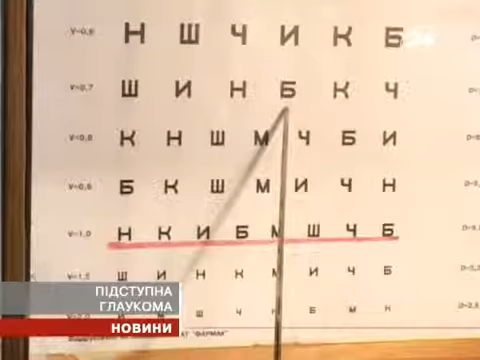 V=0,6 Н Ш Ч И К Б
V=0,7 Ш И Н Б К Ч
V=0,8 К Н Ш М Ч Б И
V=0,9 Б К Ш М И Ч Н
V=1,0 Н К И Б М Ш Ч Б
Ш И Н К М И Ч Б
Ш Ч Н Б М К
ПІДСТУПНА
ГЛАУКОМА
НОВИНИ